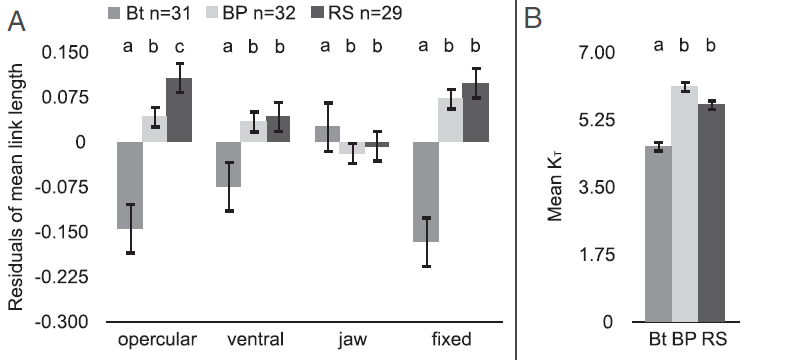 A
Bt n=31 BP n=32 RS n=29
Residuals of mean link length
0.150
0.075
0
-0.075
-0.150
-0.225
-0.300
a b c
a b b
a b b
a b b
opercular ventral jaw fixed
B
Mean KT
7.00
5.25
3.50
1.75
0
a b b
Bt BP RS